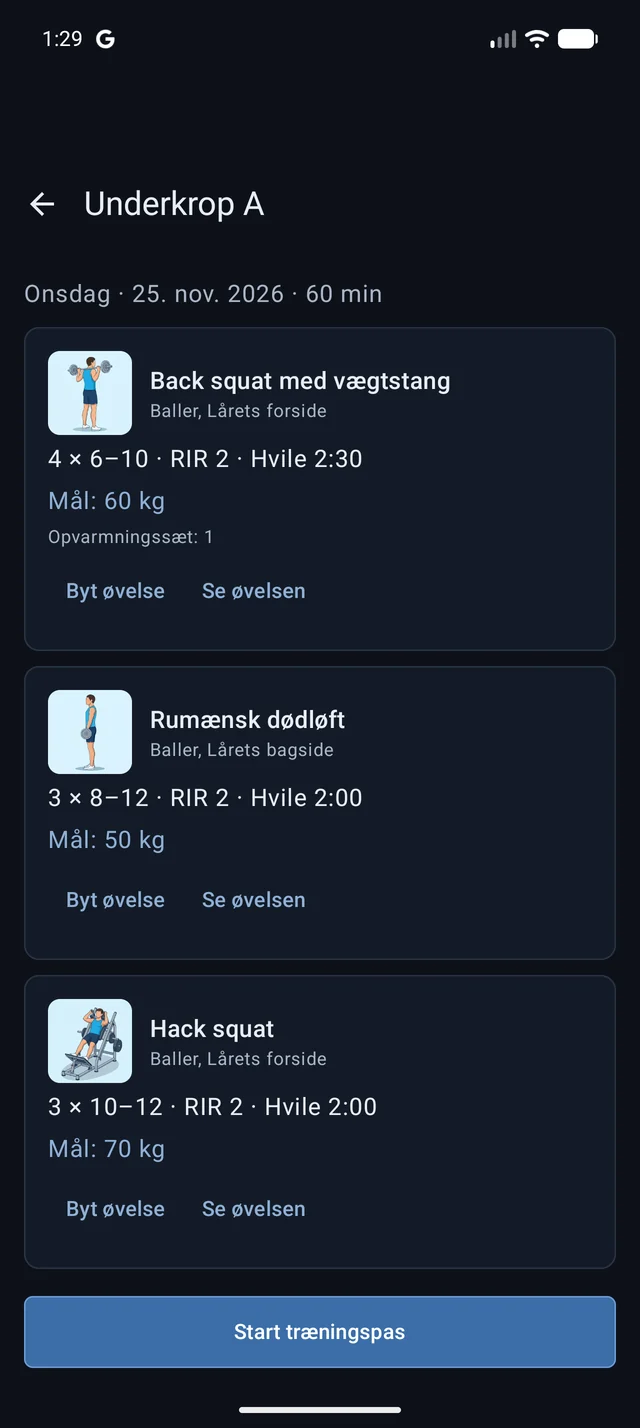 1:29 G
Underkrop A
Onsdag · 25. nov. 2026 · 60 min
Back squat med vægtstang
Baller, Lårets forside
4 × 6–10 · RIR 2 · Hvile 2:30
Mål: 60 kg
Opvarmningssæt: 1
Byt øvelse Se øvelsen
Rumænsk dødløft
Baller, Lårets bagside
3 × 8–12 · RIR 2 · Hvile 2:00
Mål: 50 kg
Byt øvelse Se øvelsen
Hack squat
Baller, Lårets forside
3 × 10–12 · RIR 2 · Hvile 2:00
Mål: 70 kg
Byt øvelse Se øvelsen
Start træningspas